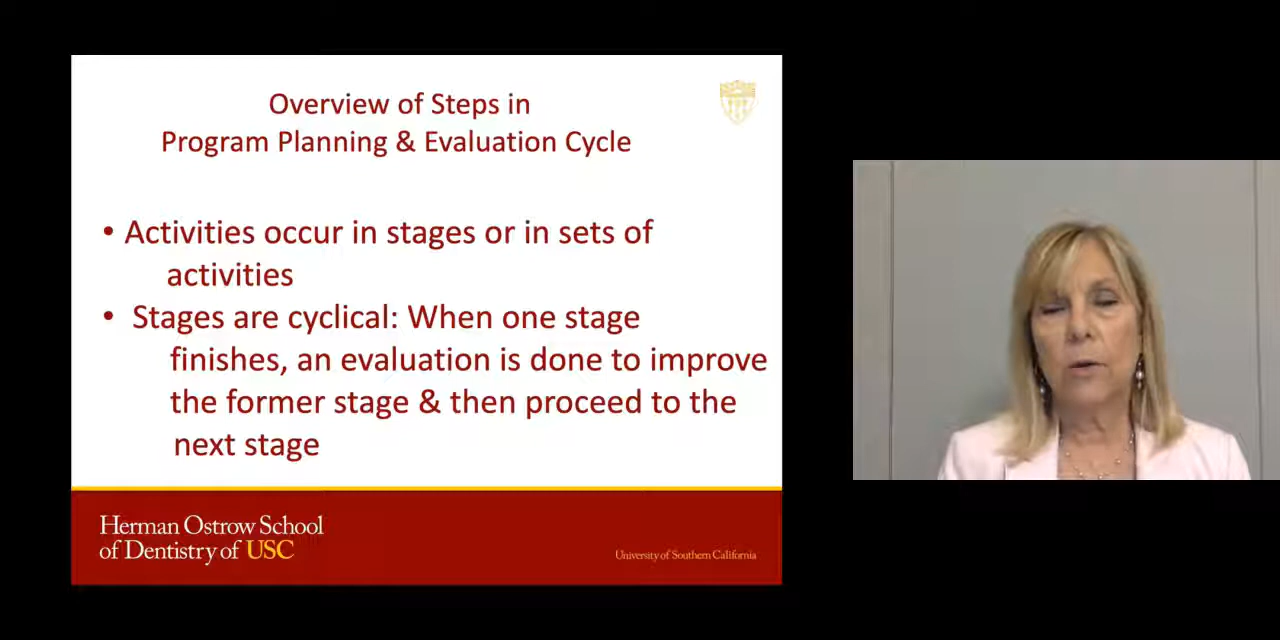 Overview of Steps in
Program Planning & Evaluation Cycle
• Activities occur in stages or in sets of
activities
• Stages are cyclical: When one stage
finishes, an evaluation is done to improve
the former stage & then proceed to the
next stage
Herman Ostrow School
of Dentistry of USC
University of Southern California